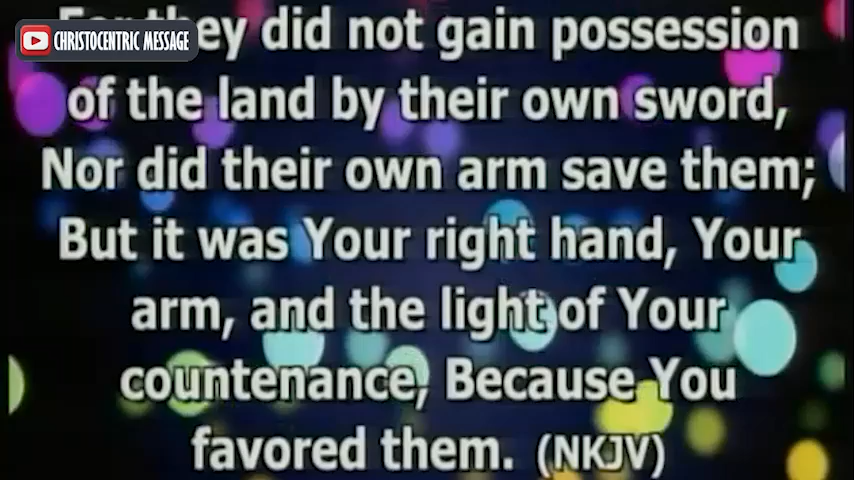 CHRISTOCENTRIC MESSAGE
For they did not gain possession
of the land by their own sword,
Nor did their own arm save them;
But it was Your right hand, Your
arm, and the light of Your
countenance, Because You
favored them. (NKJV)